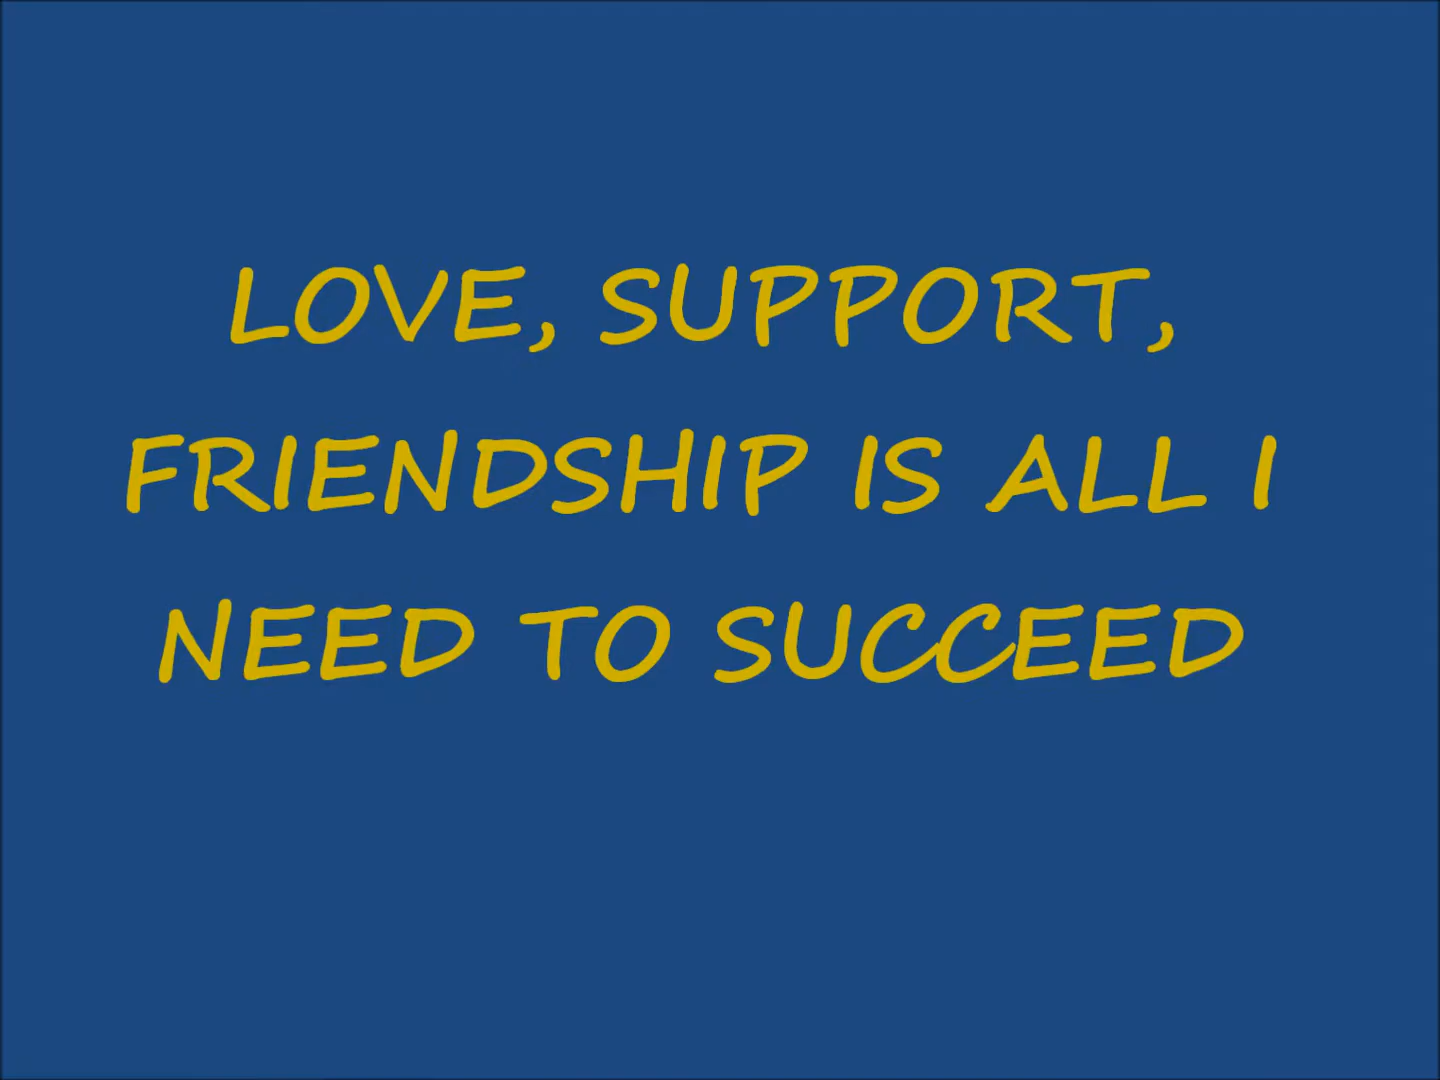 LOVE, SUPPORT,
FRIENDSHIP IS ALL I
NEED TO SUCCEED